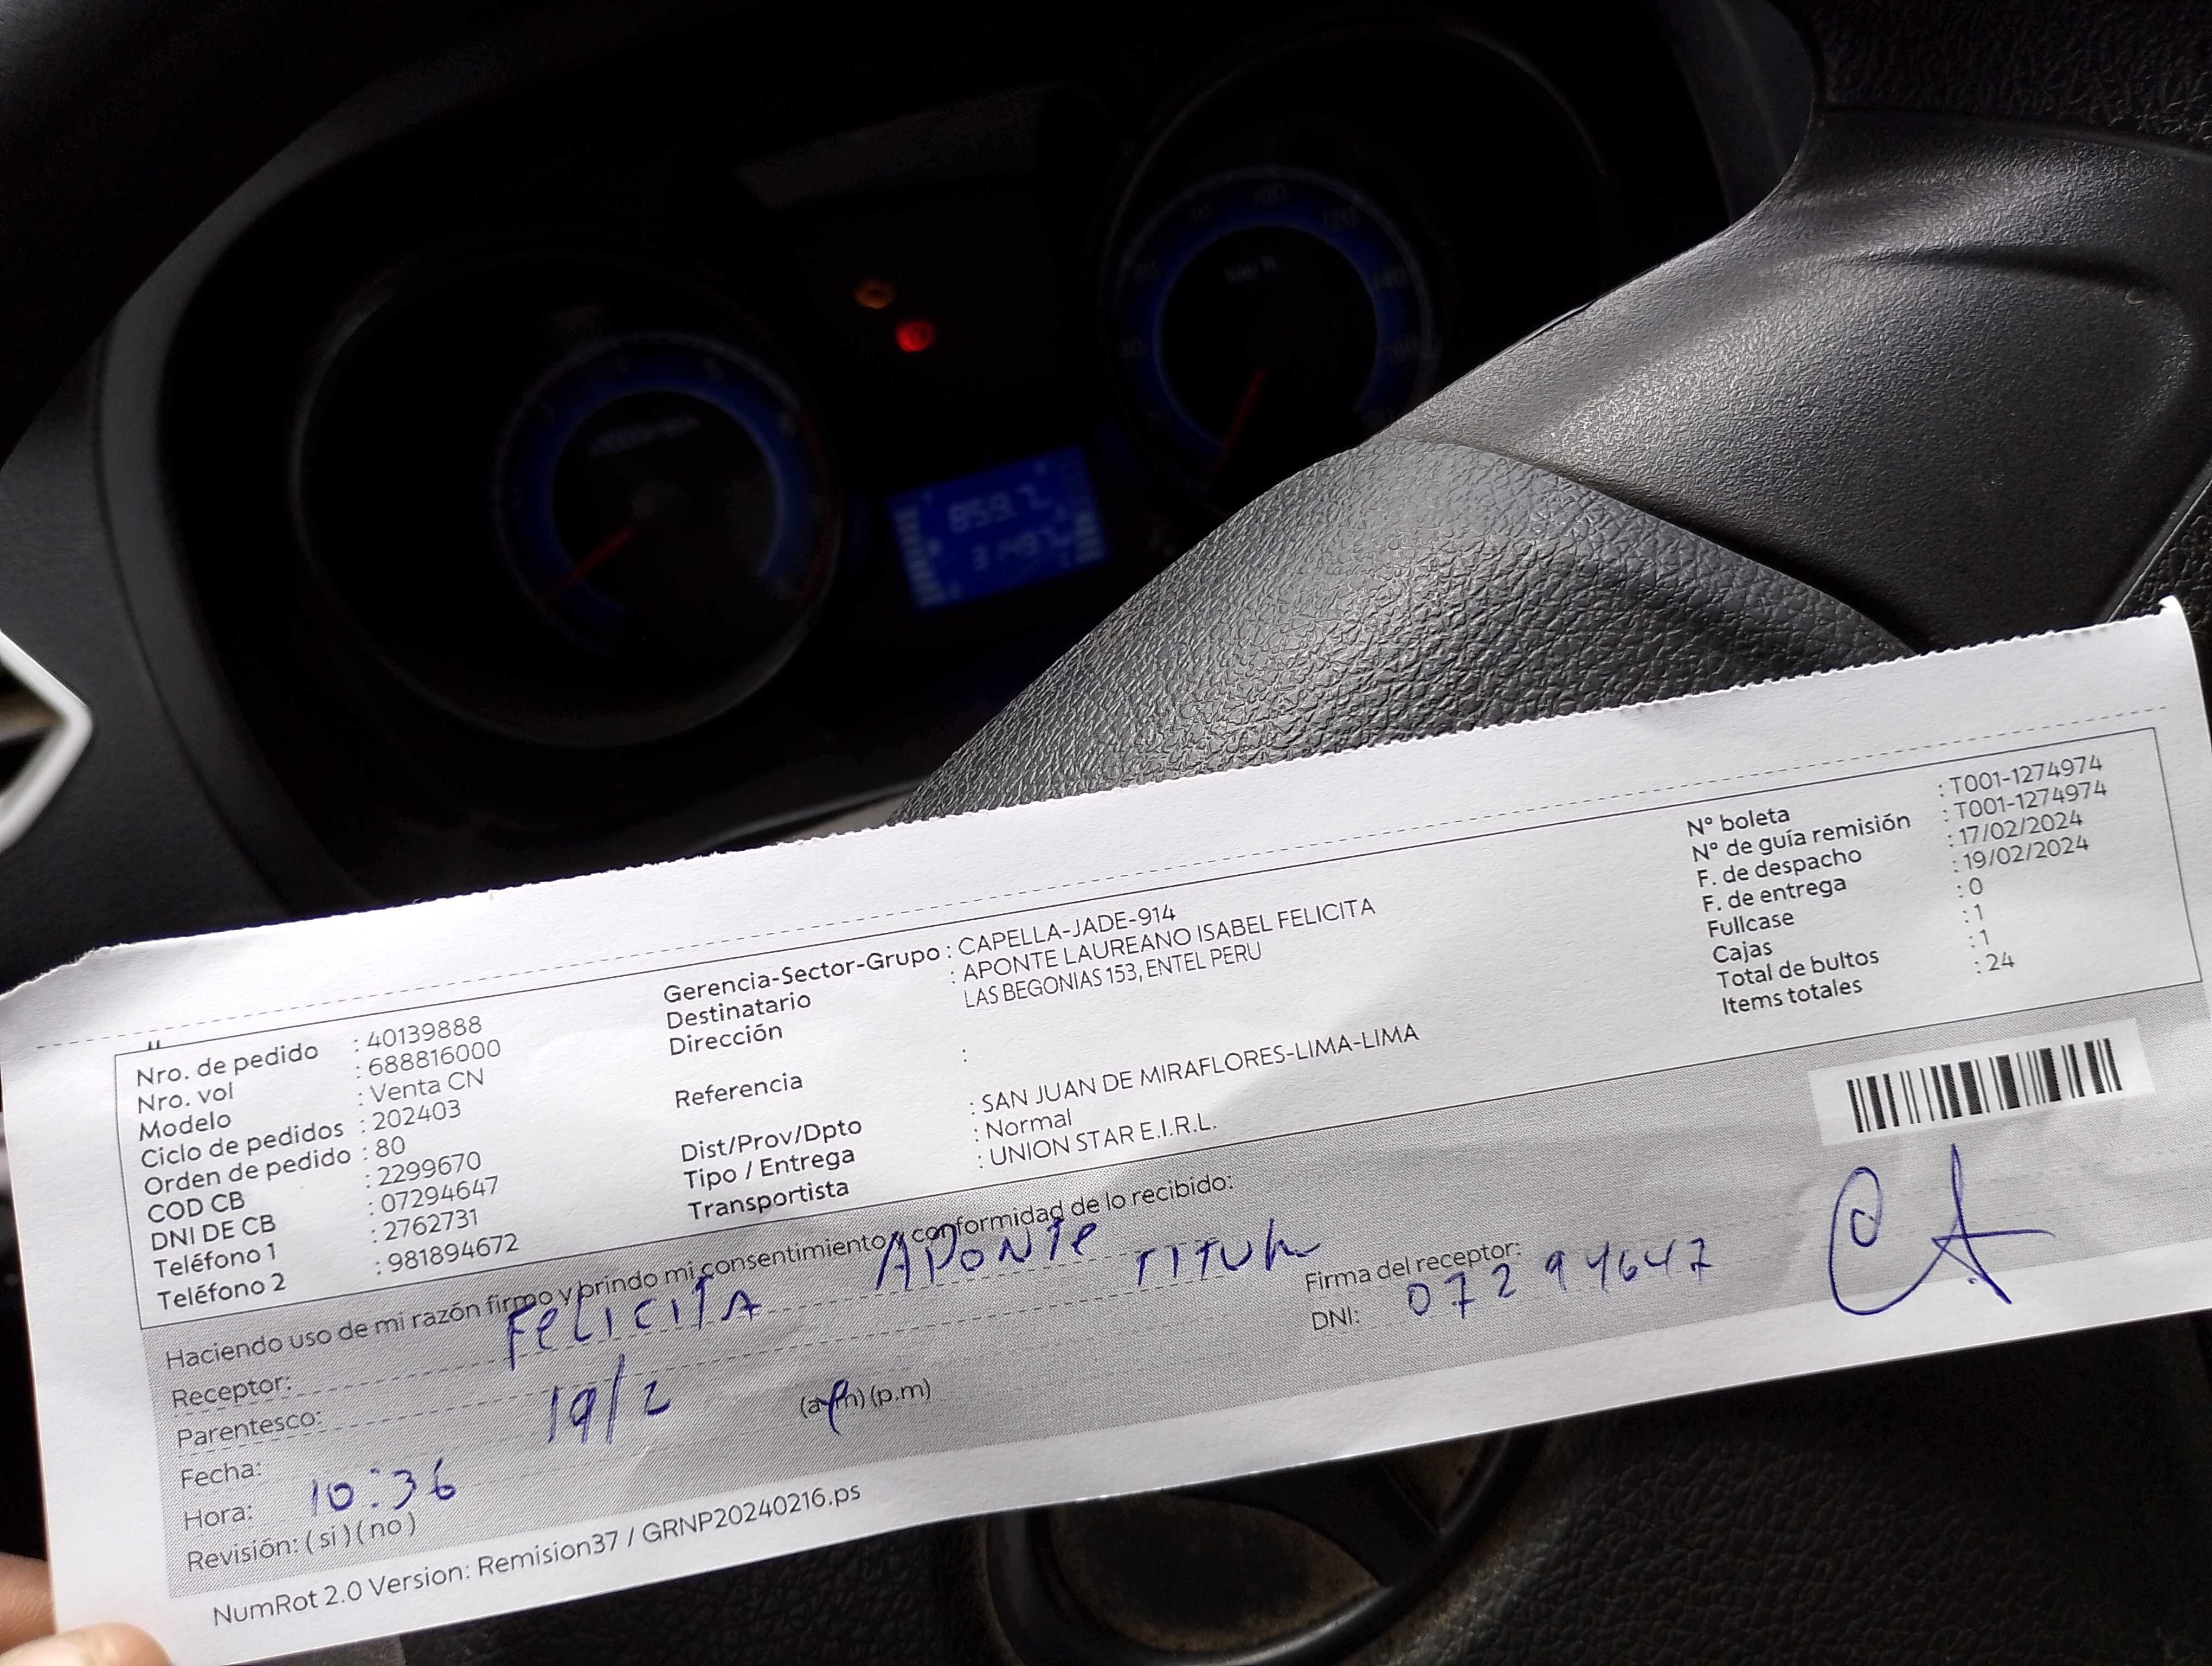 859.2
Nro. de pedido : 40139888
Nro. vol : 688816000
Modelo : Venta CN
Ciclo de pedidos : 202403
Orden de pedido : 80
COD CB : 2299670
DNI DE CB : 07294647
Teléfono 1 : 2762731
Teléfono 2 : 981894672
Gerencia-Sector-Grupo : CAPELLA-JADE-914
Destinatario : APONTE LAUREANO ISABEL FELICITA
Dirección LAS BEGONIAS 153, ENTEL PERU
Referencia :
Dist/Prov/Dpto : SAN JUAN DE MIRAFLORES-LIMA-LIMA
Tipo / Entrega : Normal
Transportista : UNION STAR E.I.R.L.
N° boleta : T001-1274974
N° de guía remisión : T001-1274974
F. de despacho : 17/02/2024
F. de entrega : 19/02/2024
Fullcase : 0
Cajas : 1
Total de bultos : 1
Items totales : 24
Haciendo uso de mi razón firmo y brindo mi consentimiento y conformidad de lo recibido:
Receptor: FELICITA APONTE
Parentesco: TITULAR
Fecha: 19/2
Hora: 10:36 (a.m) (p.m)
Revisión: ( si ) ( no )
Firma del receptor:
DNI: 07294647
NumRot 2.0 Version: Remision37 / GRNP20240216.ps